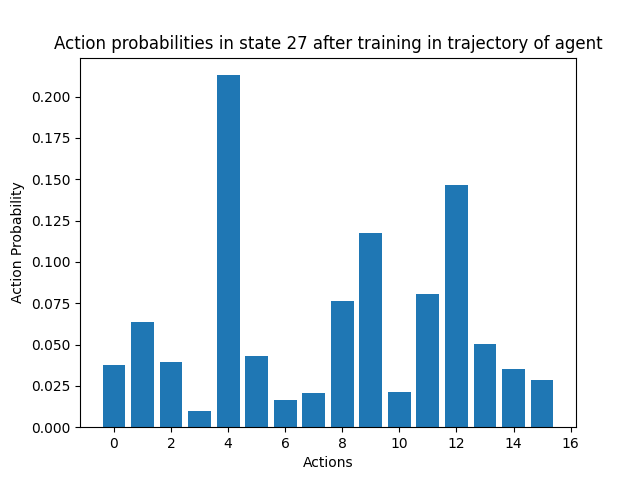 Action probabilities in state 27 after training in trajectory of agent
0.200
0.175
0.150
0.125
0.100
0.075
0.050
0.025
0.000
Action Probability
0 2 4 6 8 10 12 14 16
Actions